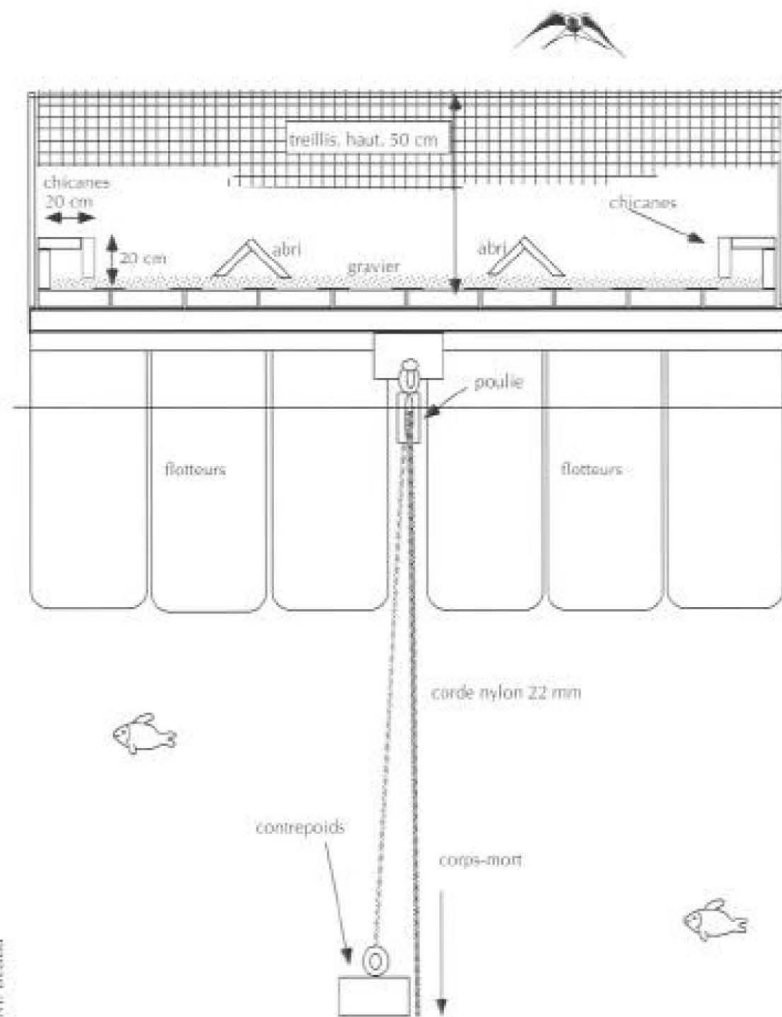 treillis, haut. 50 cm
chicanes
20 cm
chicanes
20 cm
abri
abri
gravier
poulie
flotteurs
flotteurs
corde nylon 22 mm
contrepoids
corps-mort